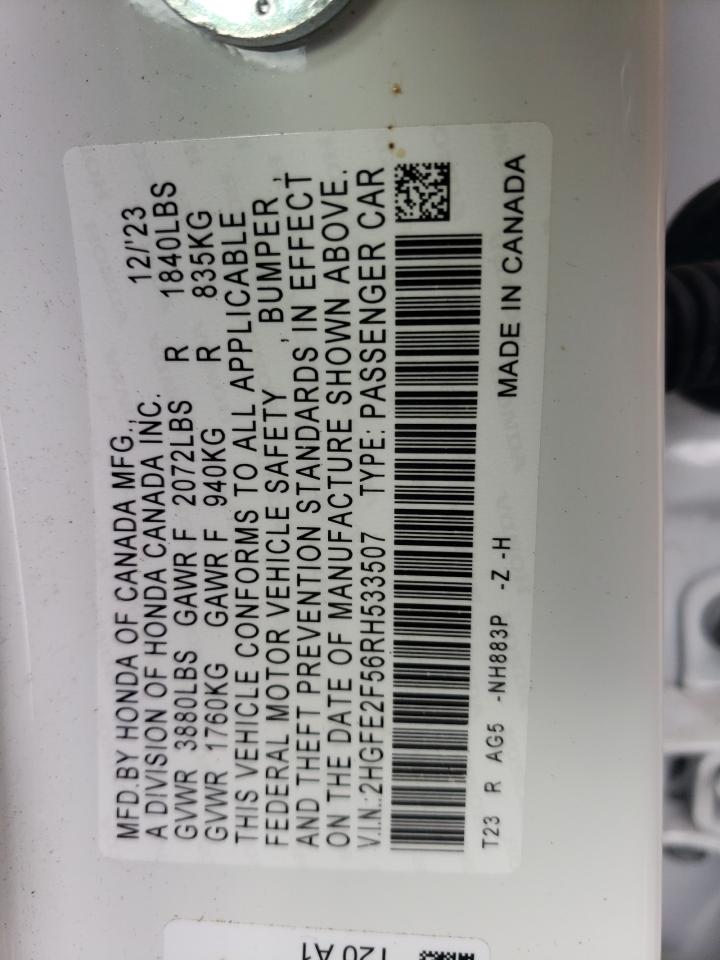 MFD.BY HONDA OF CANADA MFG., 12/'23
A DIVISION OF HONDA CANADA INC.
GVWR 3880LBS GAWR F 2072LBS R 1840LBS
GVWR 1760KG GAWR F 940KG R 835KG
THIS VEHICLE CONFORMS TO ALL APPLICABLE
FEDERAL MOTOR VEHICLE SAFETY , BUMPER ,
AND THEFT PREVENTION STANDARDS IN EFFECT
ON THE DATE OF MANUFACTURE SHOWN ABOVE.
V.I.N.:2HGFE2F56RH533507 TYPE: PASSENGER CAR
T23 R AG5 -NH883P -Z -H MADE IN CANADA
T20 A1